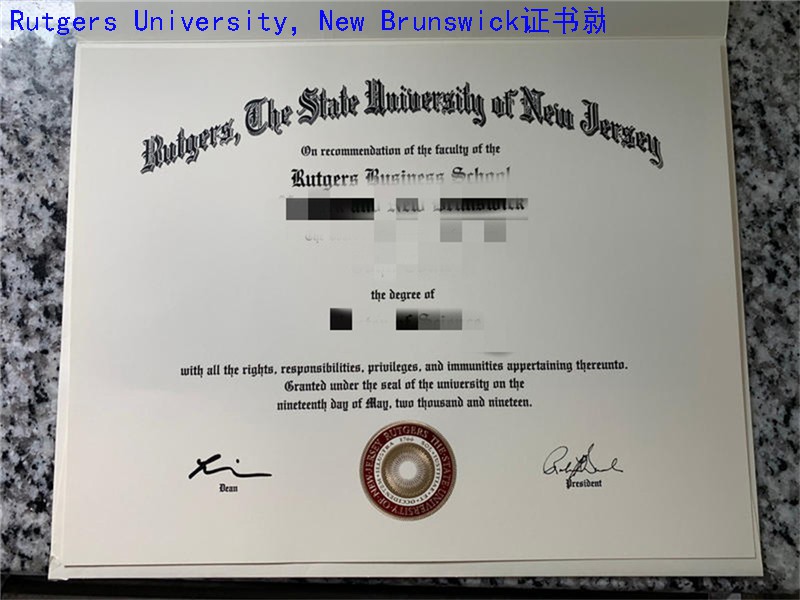 Rutgers University, New Brunswick证书就
Rutgers, The State University of New Jersey
On recommendation of the faculty of the
Rutgers Business School
and New Brunswick
the degree of
with all the rights, responsibilities, privileges, and immunities appertaining thereunto.
Granted under the seal of the university on the
nineteenth day of May, two thousand and nineteen.
Dean
President